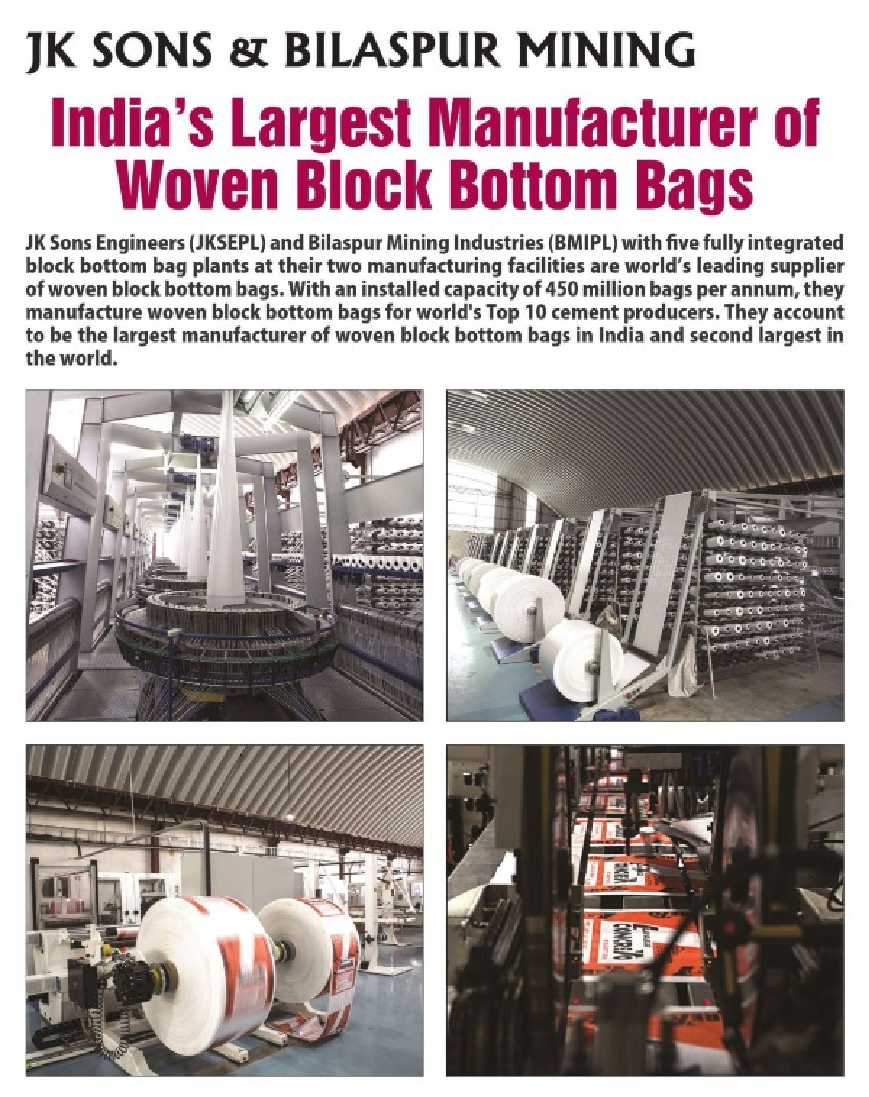 JK SONS & BILASPUR MINING
India's Largest Manufacturer of
Woven Block Bottom Bags
JK Sons Engineers (JKSEPL) and Bilaspur Mining Industries (BMIPL) with five fully integrated
block bottom bag plants at their two manufacturing facilities are world's leading supplier
of woven block bottom bags. With an installed capacity of 450 million bags per annum, they
manufacture woven block bottom bags for world's Top 10 cement producers. They account
to be the largest manufacturer of woven block bottom bags in India and second largest in
the world.